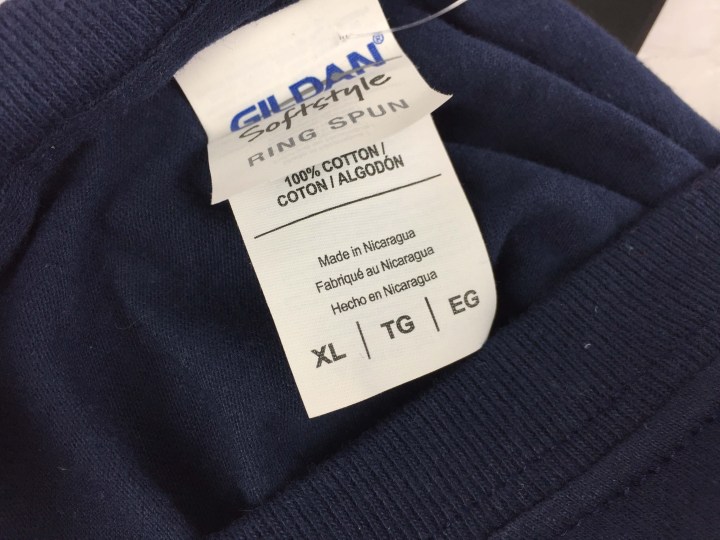 GILDAN®
Softstyle
RING SPUN
100% COTTON /
COTON / ALGODÓN
Made in Nicaragua
Fabriqué au Nicaragua
Hecho en Nicaragua
XL | TG | EG